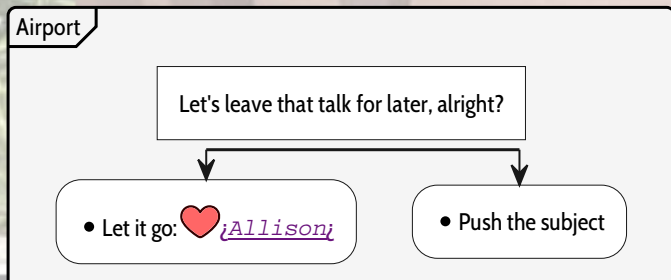 Airport
Let's leave that talk for later, alright?
• Let it go: ❤¿Allison¿
• Push the subject